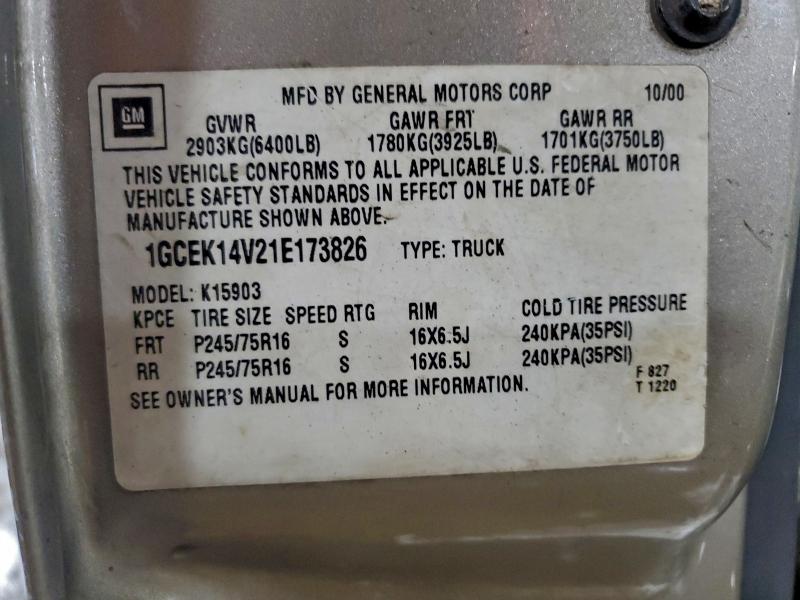 MFD BY GENERAL MOTORS CORP 10/00
GM
GVWR GAWR FRT GAWR RR
2903KG(6400LB) 1780KG(3925LB) 1701KG(3750LB)
THIS VEHICLE CONFORMS TO ALL APPLICABLE U.S. FEDERAL MOTOR
VEHICLE SAFETY STANDARDS IN EFFECT ON THE DATE OF
MANUFACTURE SHOWN ABOVE.
1GCEK14V21E173826 TYPE: TRUCK
MODEL: K15903
KPCE TIRE SIZE SPEED RTG RIM COLD TIRE PRESSURE
FRT P245/75R16 S 16X6.5J 240KPA(35PSI)
RR P245/75R16 S 16X6.5J 240KPA(35PSI)
SEE OWNER'S MANUAL FOR MORE INFORMATION.
F 827
T 1220